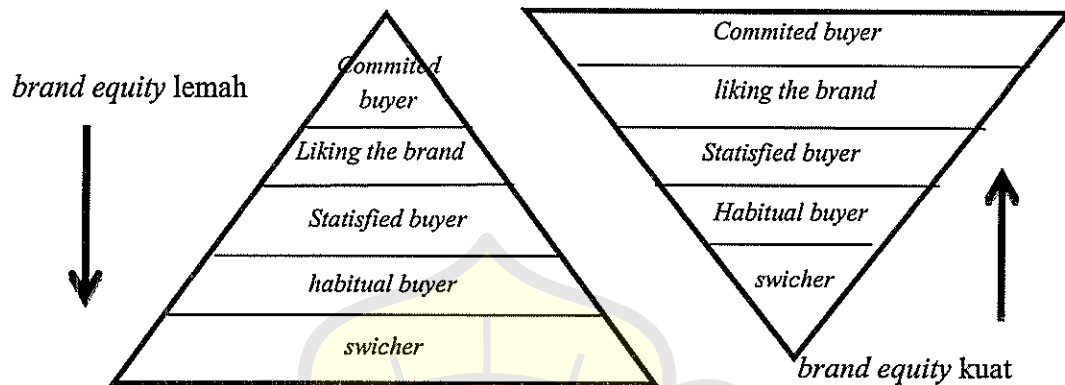 brand equity lemah
Commited
buyer
Liking the brand
Statisfied buyer
habitual buyer
swicher
Commited buyer
liking the brand
Statisfied buyer
Habitual buyer
swicher
brand equity kuat